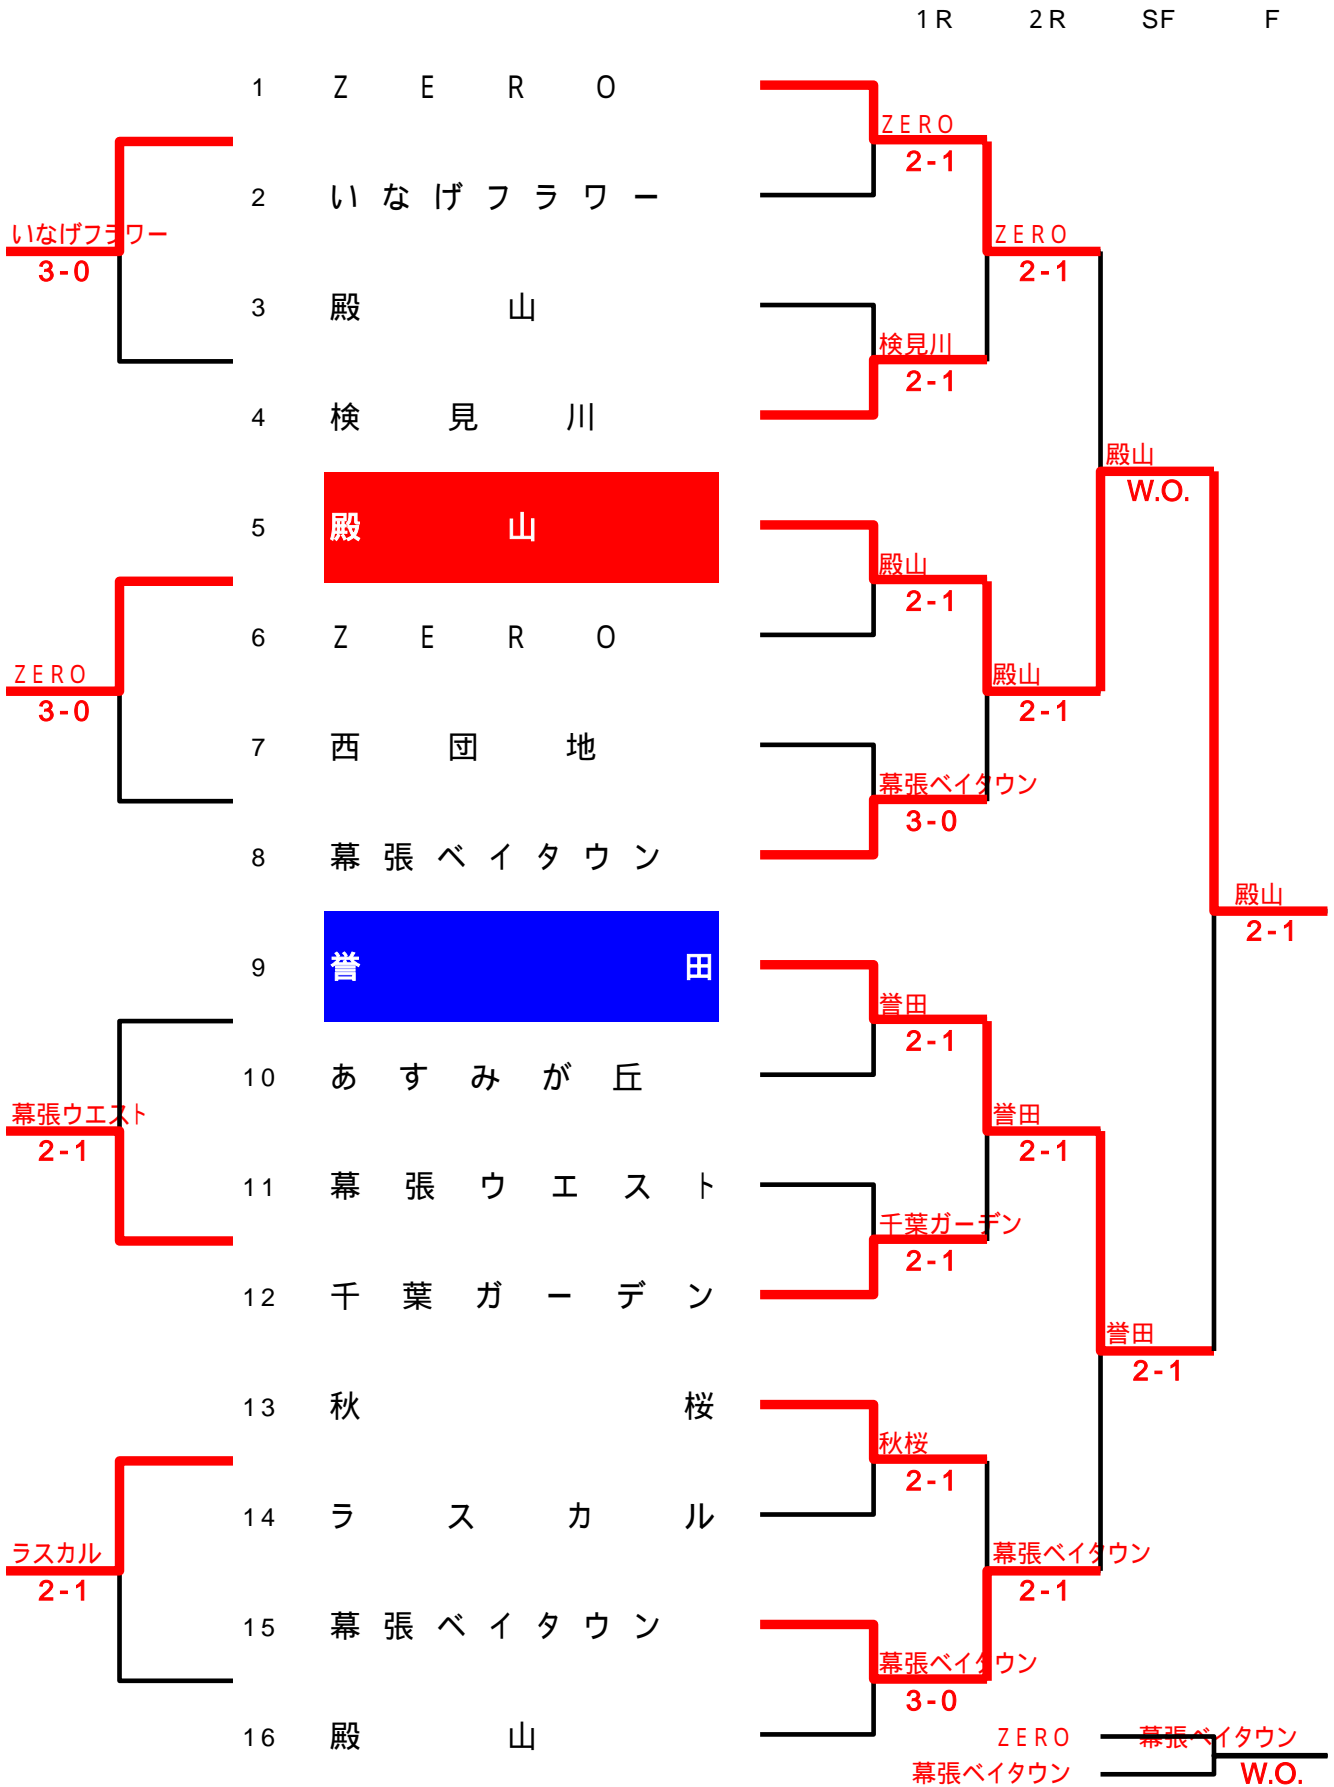 1R 2R SF F
1 ZERO
ZERO
2-1
2 いなげフラワー
いなげフラワー
3-0
ZERO
2-1
3 殿山
検見川
2-1
4 検見川
殿山
W.O.
5 殿山
殿山
2-1
6 ZERO
ZERO
3-0
殿山
2-1
7 西団地
幕張ベイタウン
3-0
8 幕張ベイタウン
殿山
2-1
9 誉田
誉田
2-1
10 あすみが丘
幕張ウエスト
2-1
誉田
2-1
11 幕張ウエスト
千葉ガーデン
2-1
12 千葉ガーデン
誉田
2-1
13 秋桜
秋桜
2-1
14 ラスカル
ラスカル
2-1
幕張ベイタウン
2-1
15 幕張ベイタウン
幕張ベイタウン
3-0
16 殿山
ZERO
幕張ベイタウン
幕張ベイタウン
W.O.